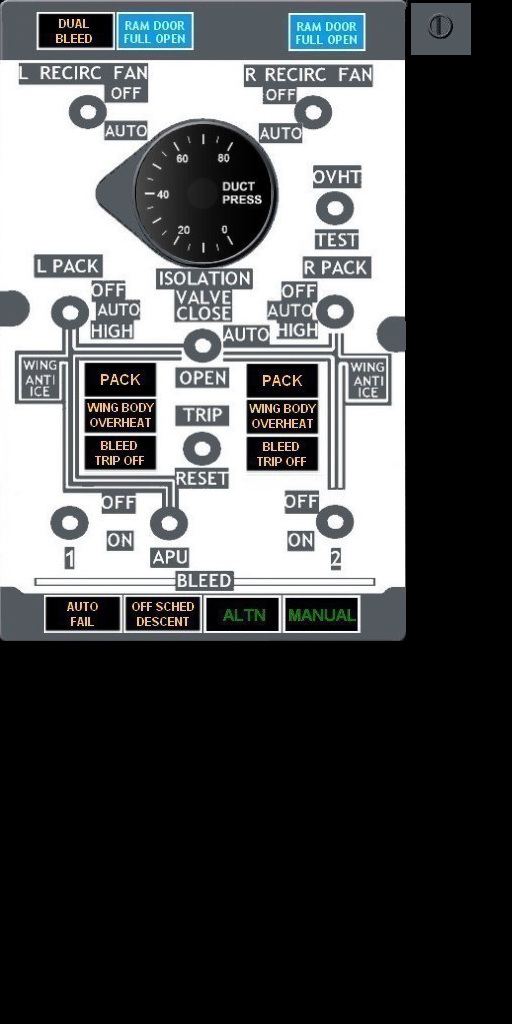 DUAL BLEED
RAM DOOR FULL OPEN
RAM DOOR FULL OPEN
L RECIRC FAN
R RECIRC FAN
OFF
OFF
AUTO
AUTO
60
80
40
DUCT PRESS
20
0
OVHT
TEST
L PACK
R PACK
ISOLATION
VALVE
CLOSE
OFF
AUTO
HIGH
OFF
AUTO
HIGH
AUTO
OPEN
WING
ANTI
ICE
WING
ANTI
ICE
PACK
PACK
WING BODY
OVERHEAT
WING BODY
OVERHEAT
TRIP
BLEED
TRIP OFF
BLEED
TRIP OFF
RESET
OFF
OFF
ON
ON
1
APU
2
BLEED
AUTO
FAIL
OFF SCHED
DESCENT
ALTN
MANUAL